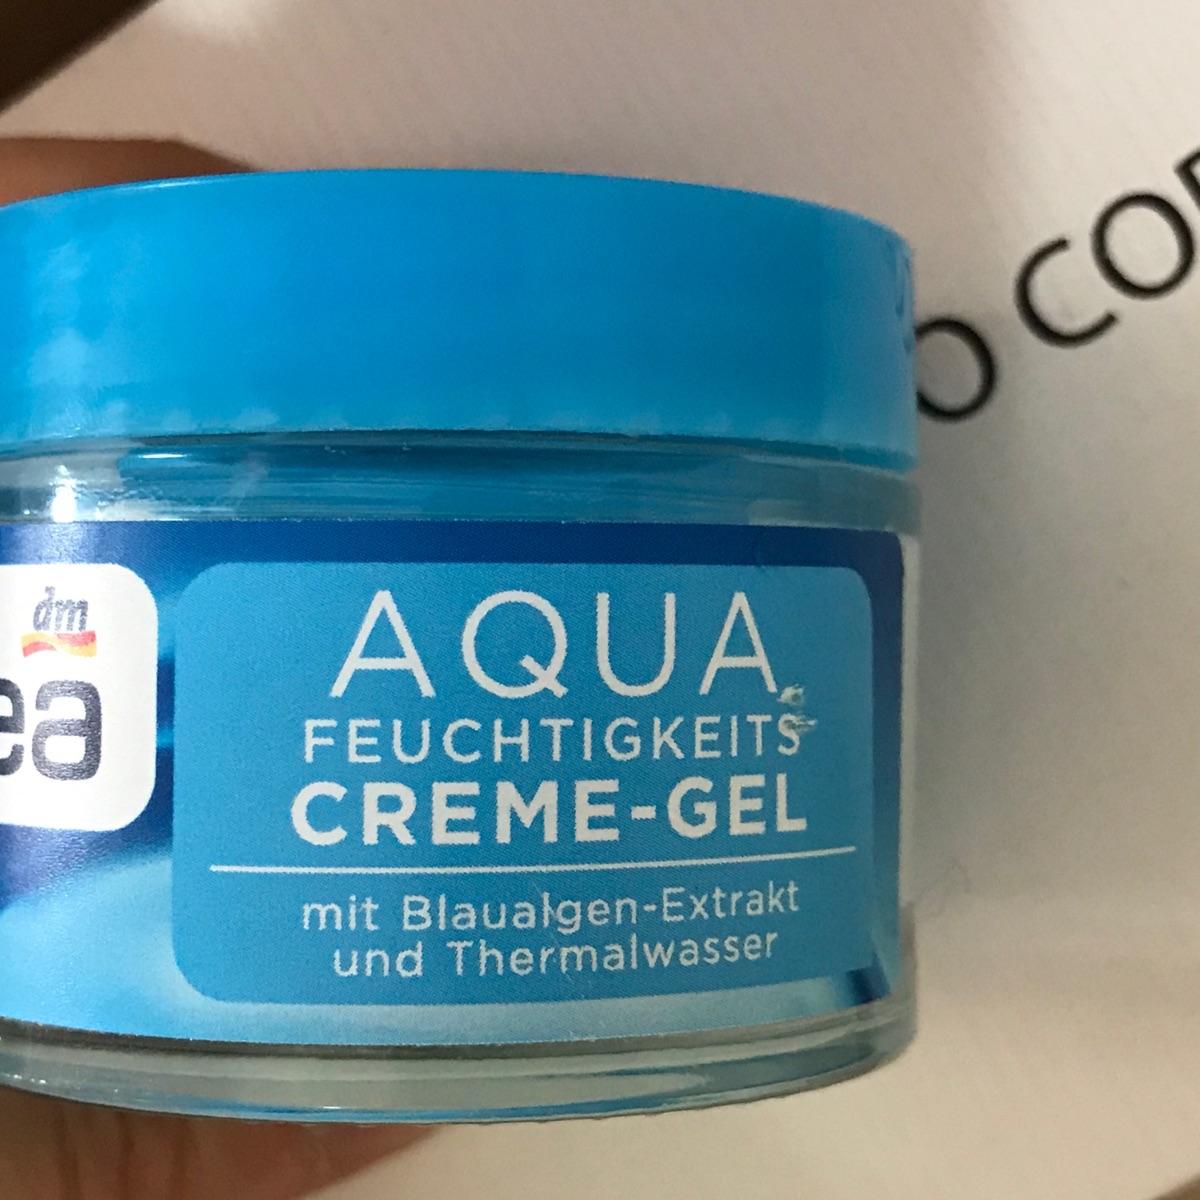 dm
ea
AQUA
FEUCHTIGKEITS
CREME-GEL
mit Blaualgen-Extrakt
und Thermalwasser
O CO